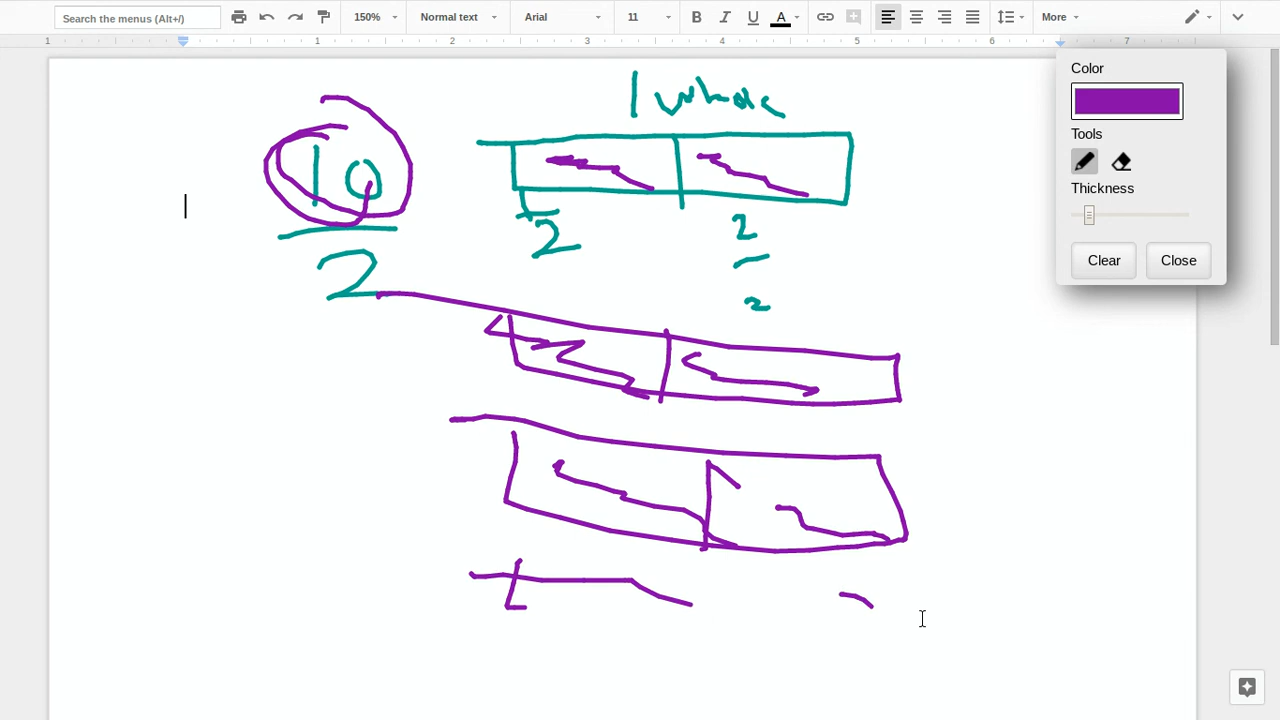 Search the menus (Alt+/)
150%
Normal text
Arial
11
B
I
U
A
More
1
1
2
3
4
5
6
7
Color
Tools
Thickness
Clear
Close
1 whole
10
2
2
2
2